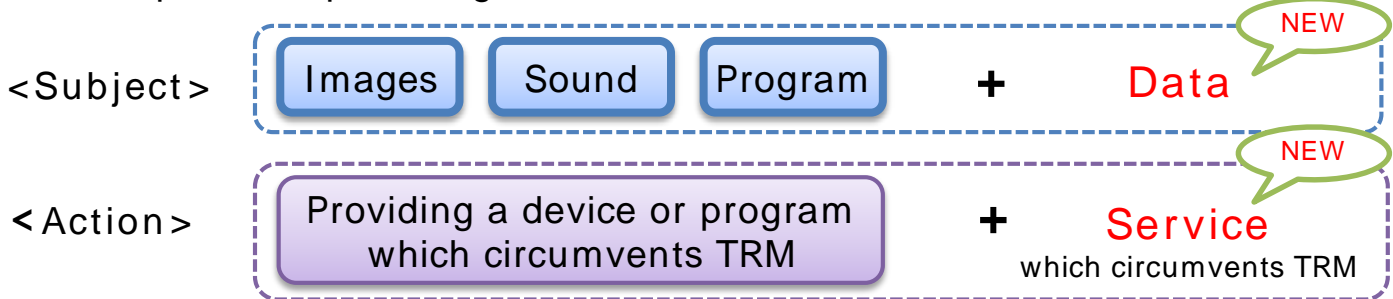 NEW
<Subject> Images Sound Program + Data
NEW
<Action> Providing a device or program + Service
which circumvents TRM which circumvents TRM